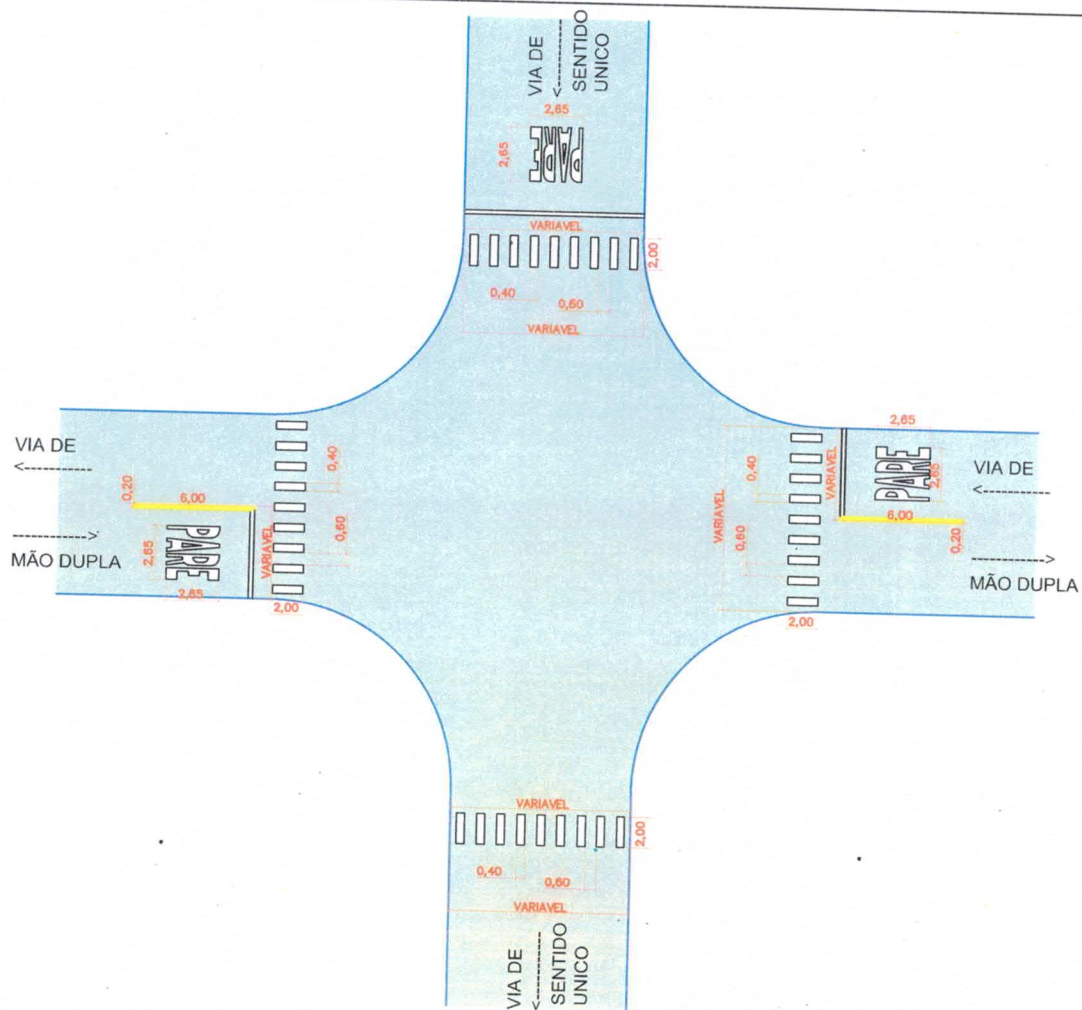 VIA DE
<-----------
SENTIDO
UNICO
2,65
2,65
PARE
VARIAVEL
2,00
0,40
0,60
VARIAVEL
VIA DE
<-----------
MÃO DUPLA
----------->
0,20
6,00
2,65
PARE
2,65
VARIAVEL
2,00
0,40
0,60
VARIAVEL
0,40
0,60
2,00
VARIAVEL
2,65
PARE
2,65
6,00
0,20
VIA DE
<-----------
----------->
MÃO DUPLA
VARIAVEL
2,00
0,40
0,60
VARIAVEL
VIA DE
<-----------
SENTIDO
UNICO